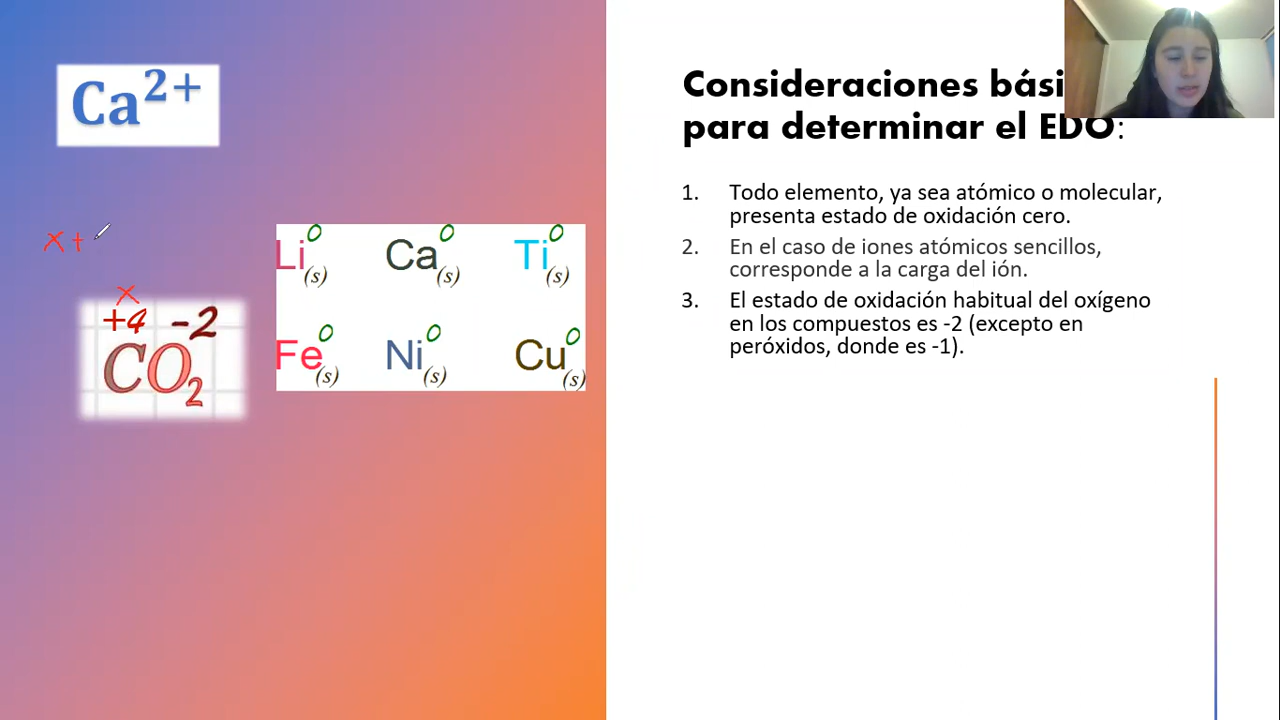 Ca2+
x+
x
+4 -2
CO2
Li0(s) Ca0(s) Ti0(s)
Fe0(s) Ni0(s) Cu0(s)
Consideraciones bási
para determinar el EDO:
1. Todo elemento, ya sea atómico o molecular,
presenta estado de oxidación cero.
2. En el caso de iones atómicos sencillos,
corresponde a la carga del ión.
3. El estado de oxidación habitual del oxígeno
en los compuestos es -2 (excepto en
peróxidos, donde es -1).